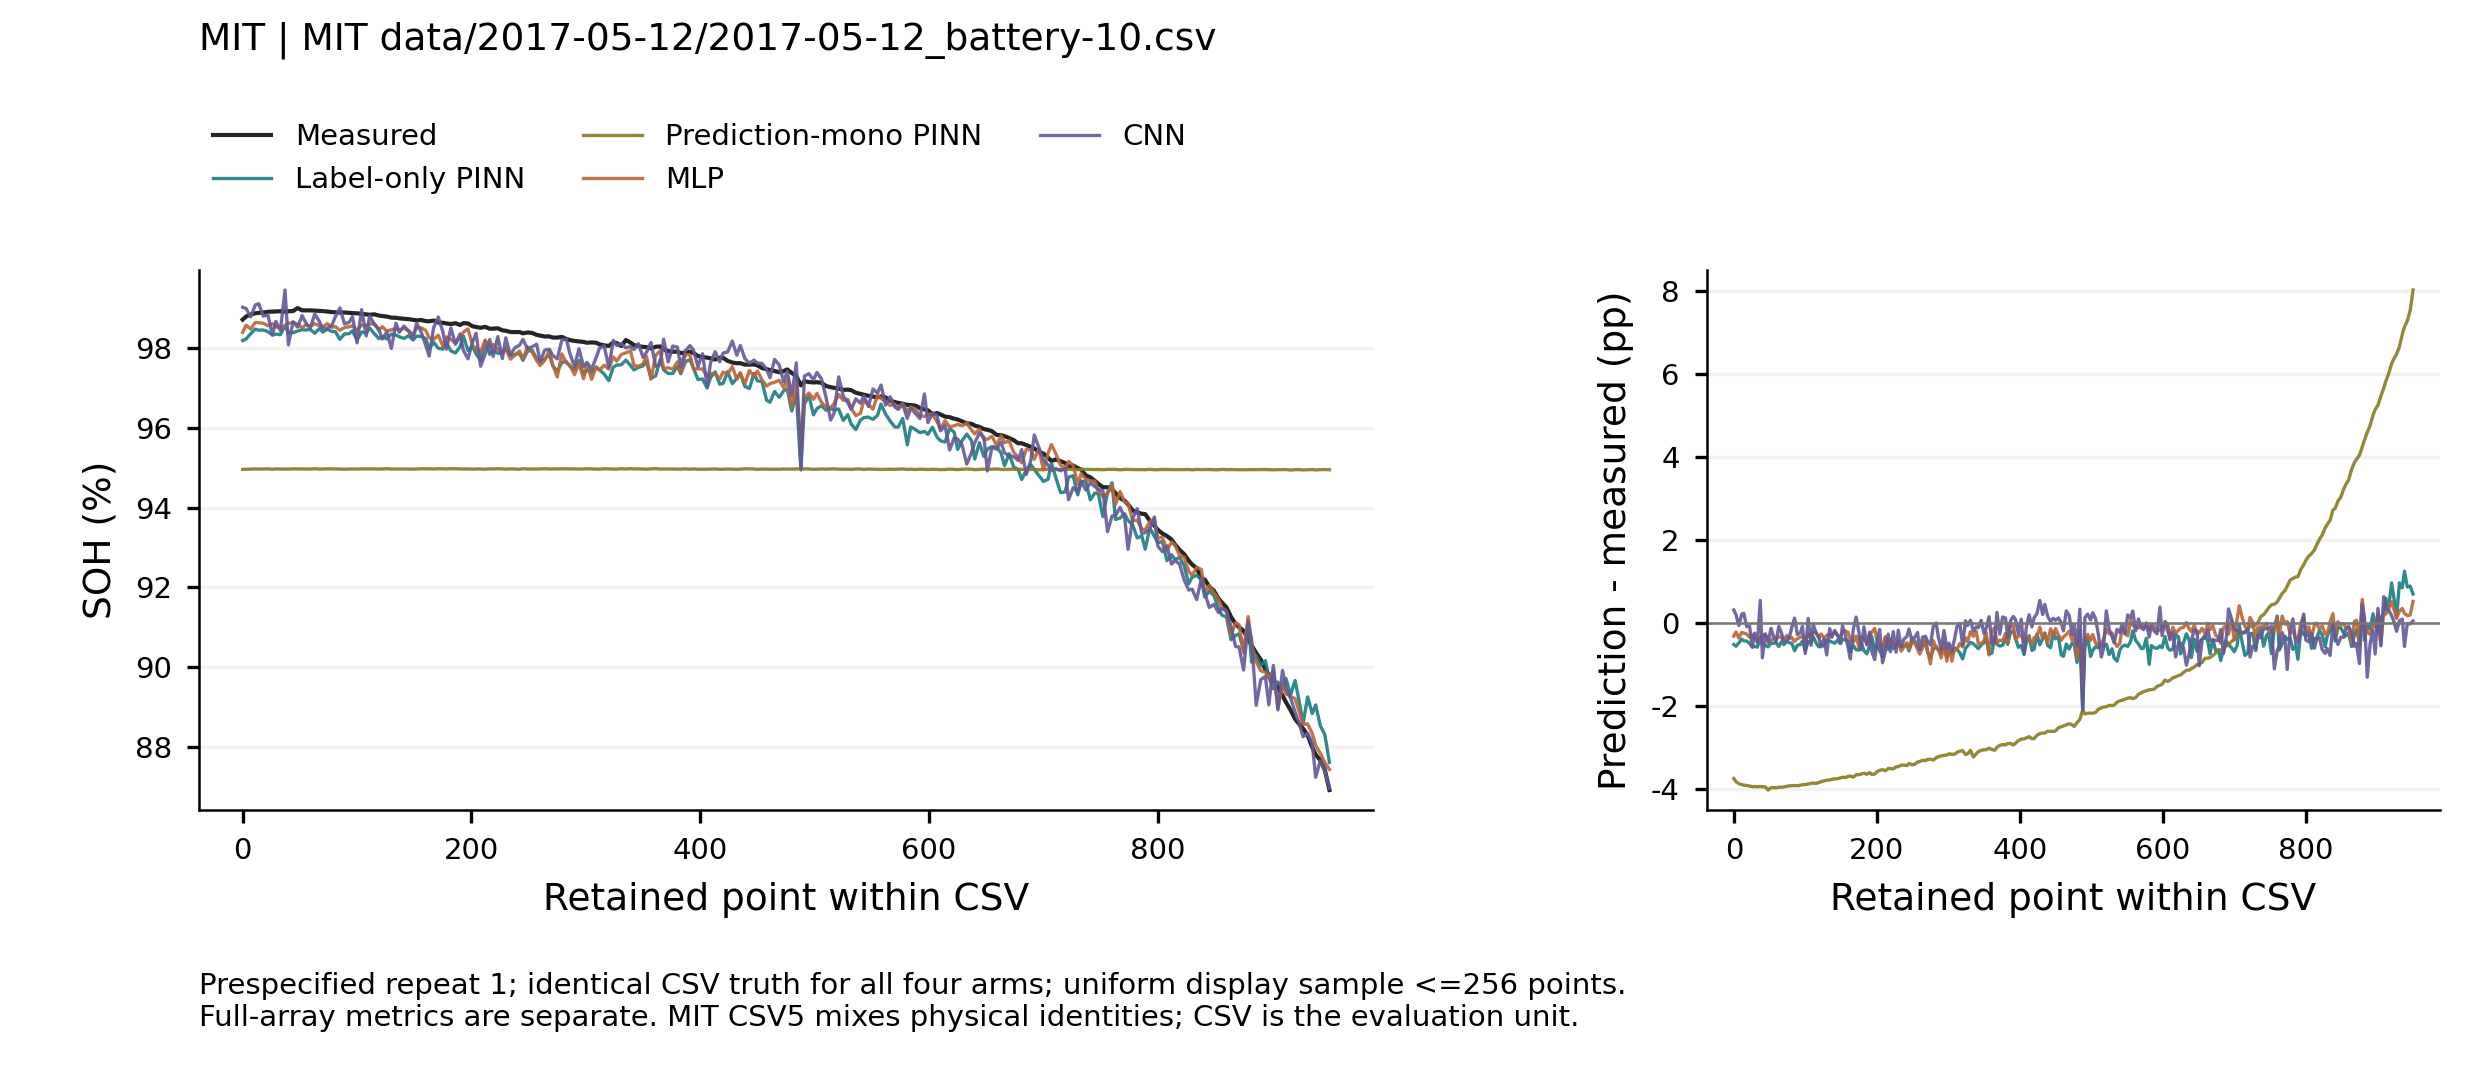 MIT | MIT data/2017-05-12/2017-05-12_battery-10.csv
Measured
Label-only PINN
Prediction-mono PINN
MLP
CNN
SOH (%)
98
96
94
92
90
88
0
200
400
600
800
Retained point within CSV
Prediction - measured (pp)
8
6
4
2
0
-2
-4
0
200
400
600
800
Retained point within CSV
Prespecified repeat 1; identical CSV truth for all four arms; uniform display sample <=256 points.
Full-array metrics are separate. MIT CSV5 mixes physical identities; CSV is the evaluation unit.